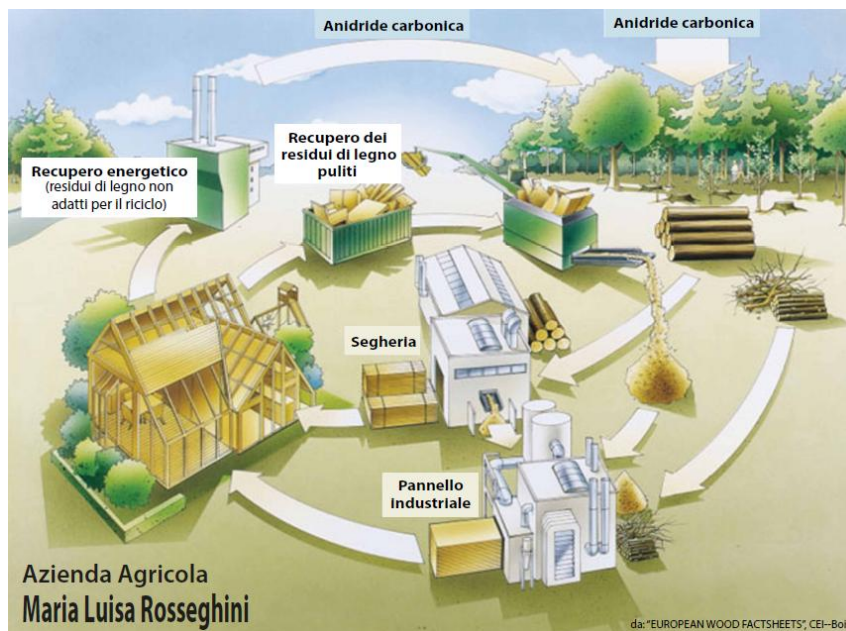 Anidride carbonica
Anidride carbonica
Recupero dei
residui di legno
puliti
Recupero energetico
(residui di legno non
adatti per il riciclo)
Segheria
Pannello
industriale
Azienda Agricola
Maria Luisa Rosseghini
da: "EUROPEAN WOOD FACTSHEETS", CEI--Boi